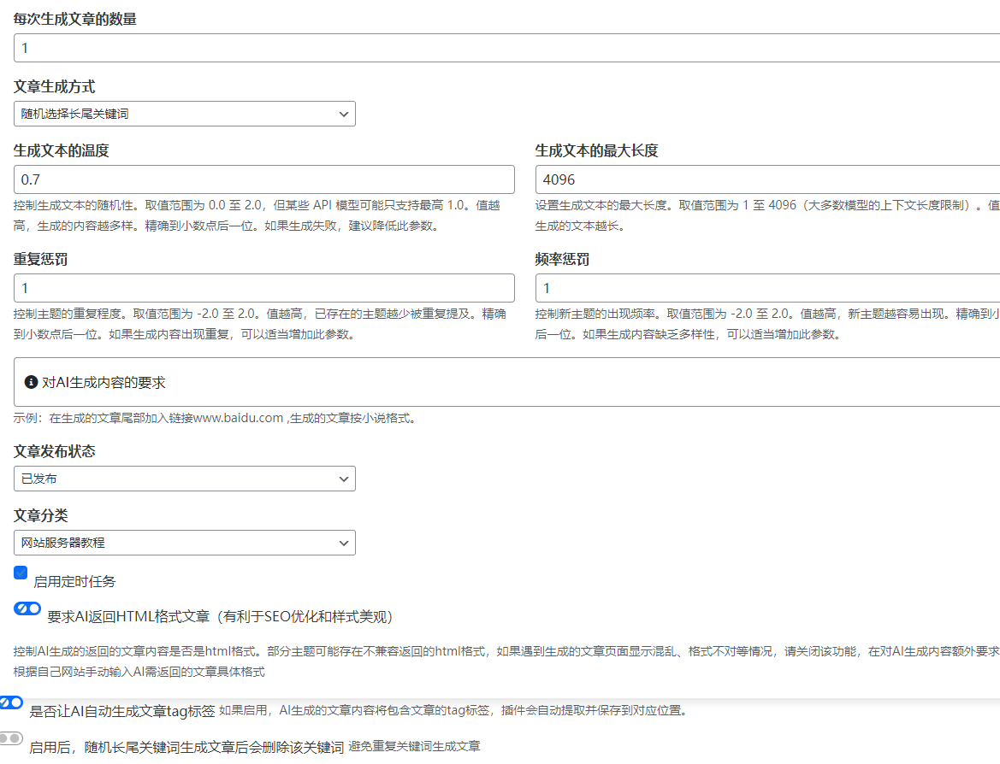 每次生成文章的数量
1
文章生成方式
随机选择长尾关键词
生成文本的温度
0.7
控制生成文本的随机性。取值范围为 0.0 至 2.0，但某些 API 模型可能只支持最高 1.0。值越
高，生成的内容越多样。精确到小数点后一位。如果生成失败，建议降低此参数。
生成文本的最大长度
4096
设置生成文本的最大长度。取值范围为 1 至 4096（大多数模型的上下文长度限制）。值
生成的文本越长。
重复惩罚
1
控制主题的重复程度。取值范围为 -2.0 至 2.0。值越高，已存在的主题越少被重复提及。精确
到小数点后一位。如果生成内容出现重复，可以适当增加此参数。
频率惩罚
1
控制新主题的出现频率。取值范围为 -2.0 至 2.0。值越高，新主题越容易出现。精确到小
后一位。如果生成内容缺乏多样性，可以适当增加此参数。
对AI生成内容的要求
示例：在生成的文章尾部加入链接www.baidu.com ,生成的文章按小说格式。
文章发布状态
已发布
文章分类
网站服务器教程
启用定时任务
要求AI返回HTML格式文章（有利于SEO优化和样式美观）
控制AI生成的返回的文章内容是否是html格式。部分主题可能存在不兼容返回的html格式，如果遇到生成的文章页面显示混乱、格式不对等情况，请关闭该功能，在对AI生成内容额外要求
根据自己网站手动输入AI需返回的文章具体格式
是否让AI自动生成文章tag标签 如果启用，AI生成的文章内容将包含文章的tag标签，插件会自动提取并保存到对应位置。
启用后，随机长尾关键词生成文章后会删除该关键词 避免重复关键词生成文章